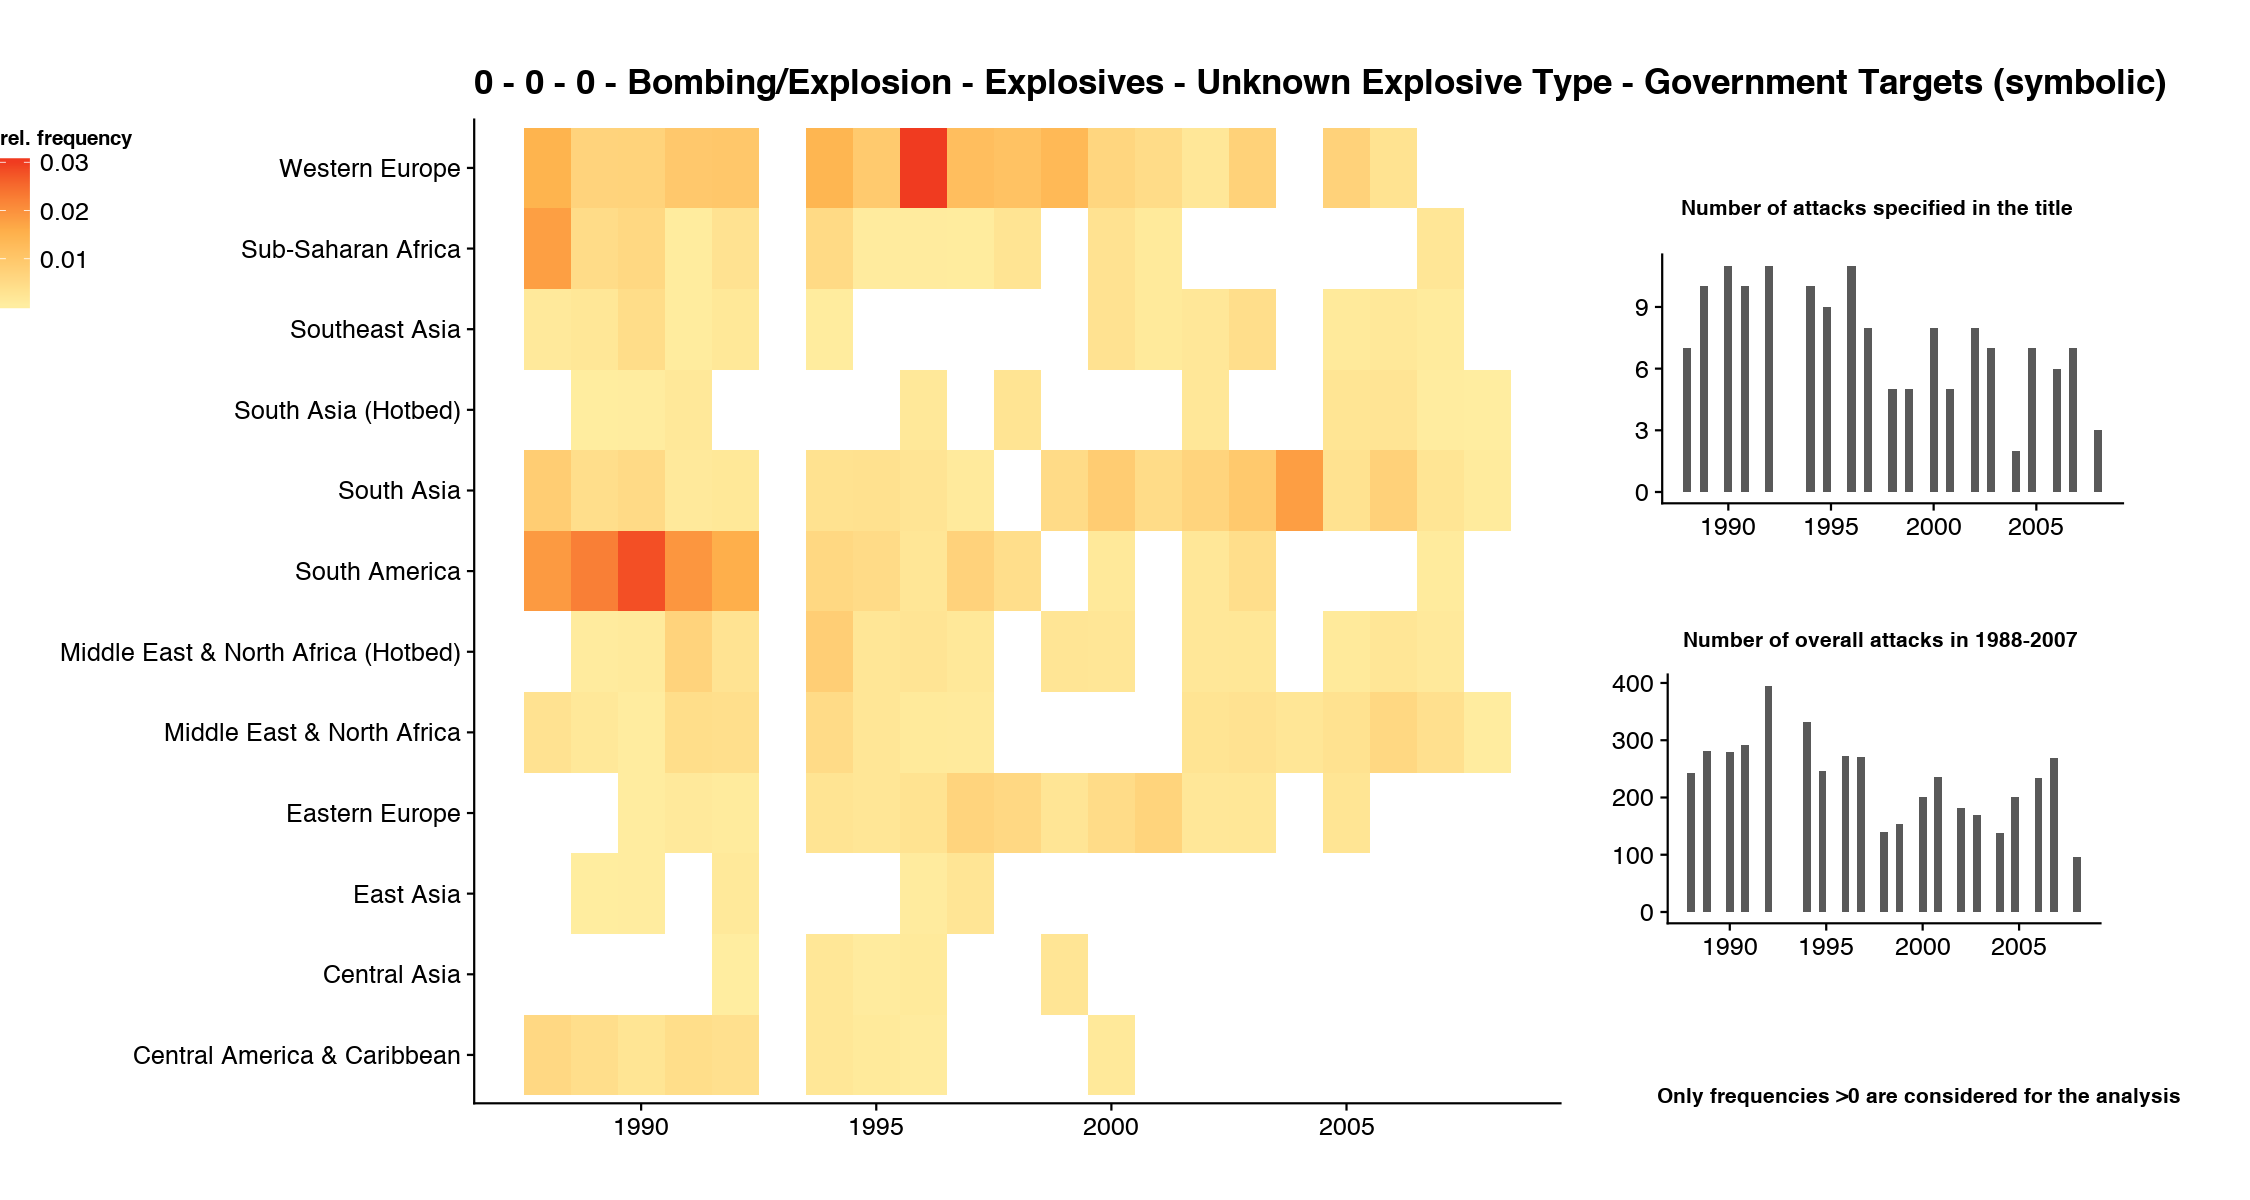 0 - 0 - 0 - Bombing/Explosion - Explosives - Unknown Explosive Type - Government Targets (symbolic)
rel. frequency
0.03
0.02
0.01
Western Europe
Sub-Saharan Africa
Southeast Asia
South Asia (Hotbed)
South Asia
South America
Middle East & North Africa (Hotbed)
Middle East & North Africa
Eastern Europe
East Asia
Central Asia
Central America & Caribbean
1990 1995 2000 2005
Number of attacks specified in the title
9
6
3
0
1990 1995 2000 2005
Number of overall attacks in 1988-2007
400
300
200
100
0
1990 1995 2000 2005
Only frequencies >0 are considered for the analysis